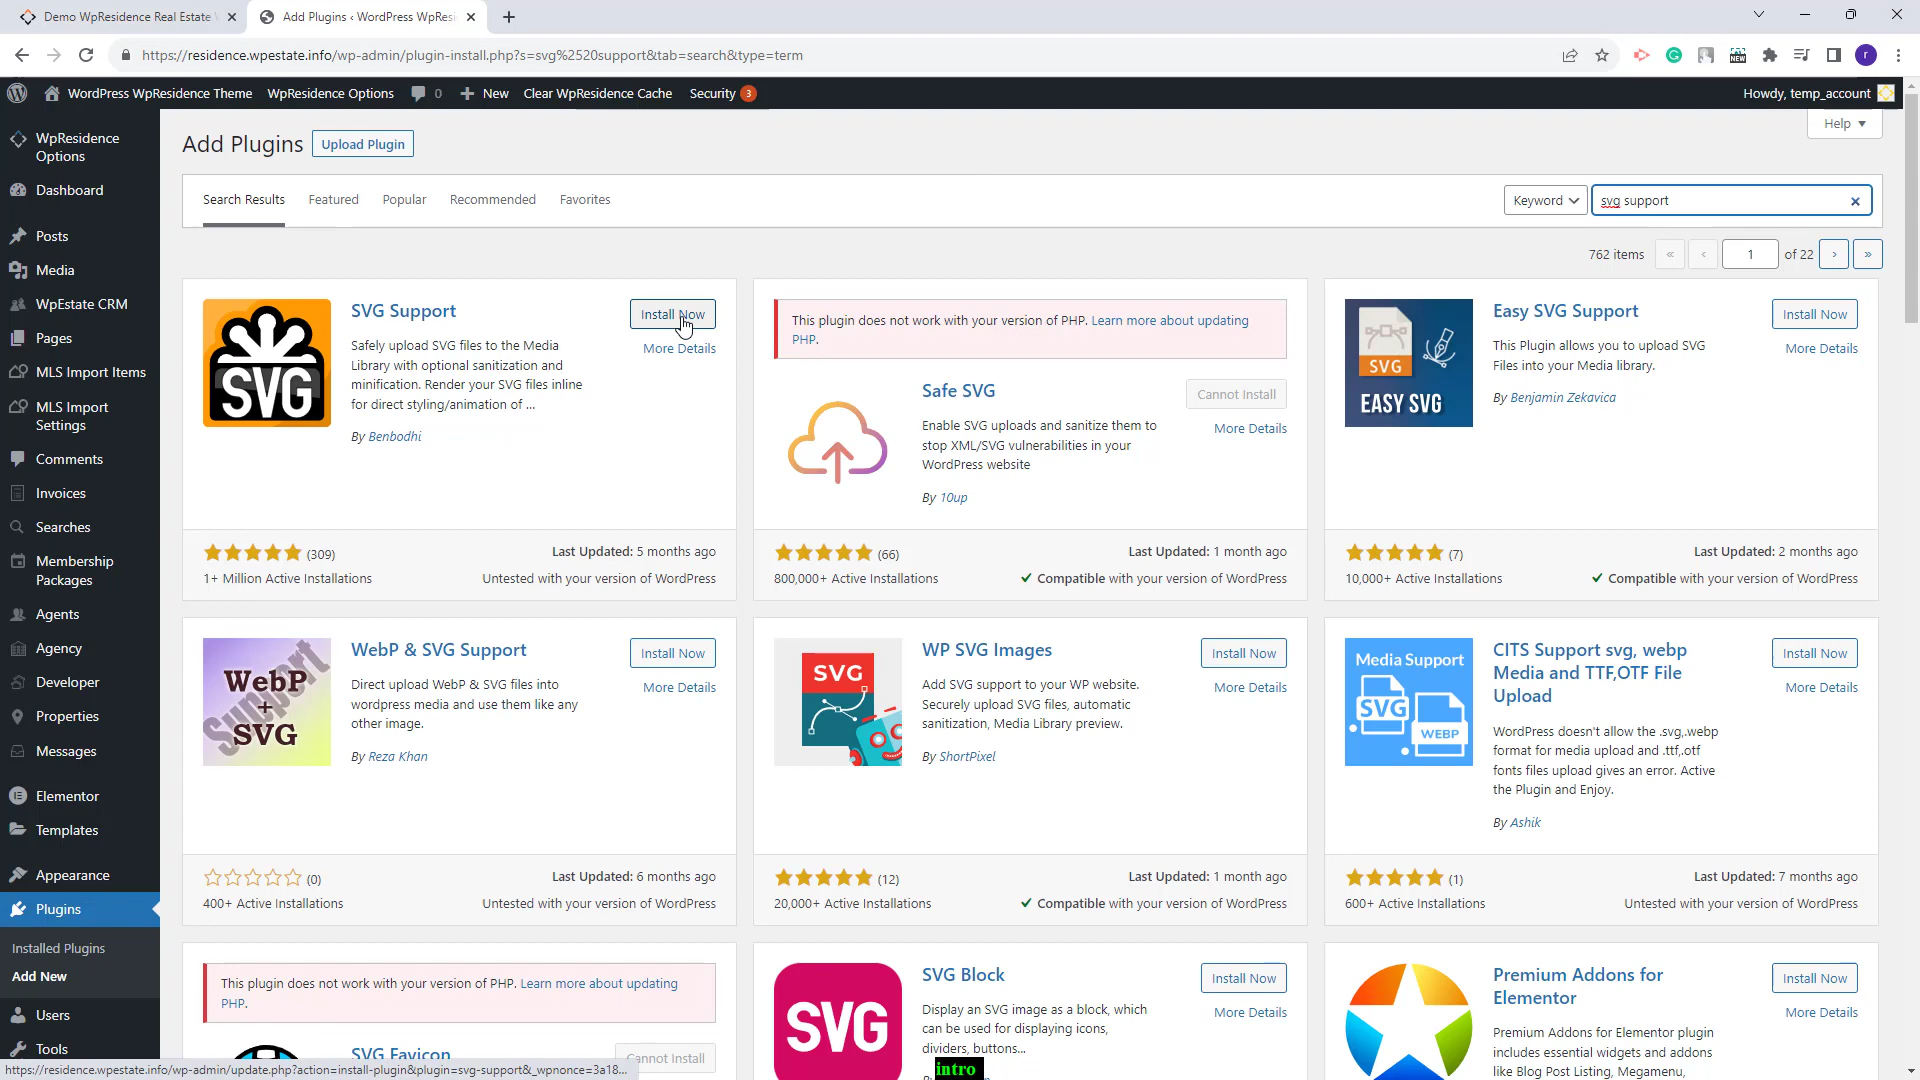 Demo WpResidence Real Estate
Add Plugins ‹ WordPress WpResi
https://residence.wpestate.info/wp-admin/plugin-install.php?s=svg%2520support&tab=search&type=term
NEW
r
WordPress WpResidence Theme
WpResidence Options
0
New
Clear WpResidence Cache
Security 3
Howdy, temp_account
WpResidence
Options
Dashboard
Posts
Media
WpEstate CRM
Pages
MLS Import Items
MLS Import
Settings
Comments
Invoices
Searches
Membership
Packages
Agents
Agency
Developer
Properties
Messages
Elementor
Templates
Appearance
Plugins
Installed Plugins
Add New
Users
Tools
Add Plugins
Upload Plugin
Help
Search Results
Featured
Popular
Recommended
Favorites
Keyword
svg support
762 items
«
‹
1
of 22
›
»
SVG
SVG Support
Install Now
More Details
Safely upload SVG files to the Media
Library with optional sanitization and
minification. Render your SVG files inline
for direct styling/animation of ...
By Benbodhi
(309)
Last Updated: 5 months ago
1+ Million Active Installations
Untested with your version of WordPress
This plugin does not work with your version of PHP. Learn more about updating
PHP.
Safe SVG
Cannot Install
More Details
Enable SVG uploads and sanitize them to
stop XML/SVG vulnerabilities in your
WordPress website
By 10up
(66)
Last Updated: 1 month ago
800,000+ Active Installations
Compatible with your version of WordPress
SVG
EASY SVG
Easy SVG Support
Install Now
More Details
This Plugin allows you to upload SVG
Files into your Media library.
By Benjamin Zekavica
(7)
Last Updated: 2 months ago
10,000+ Active Installations
Compatible with your version of WordPress
WebP
+
SVG
Support
WebP & SVG Support
Install Now
More Details
Direct upload WebP & SVG files into
wordpress media and use them like any
other image.
By Reza Khan
(0)
Last Updated: 6 months ago
400+ Active Installations
Untested with your version of WordPress
SVG
WP SVG Images
Install Now
More Details
Add SVG support to your WP website.
Securely upload SVG files, automatic
sanitization, Media Library preview.
By ShortPixel
(12)
Last Updated: 1 month ago
20,000+ Active Installations
Compatible with your version of WordPress
Media Support
SVG
WEBP
CITS Support svg, webp
Media and TTF,OTF File
Upload
Install Now
More Details
WordPress doesn't allow the .svg,.webp
format for media upload and .ttf,.otf
fonts files upload gives an error. Active
the Plugin and Enjoy.
By Ashik
(1)
Last Updated: 7 months ago
600+ Active Installations
Untested with your version of WordPress
This plugin does not work with your version of PHP. Learn more about updating
PHP.
SVG Favicon
Cannot Install
SVG
SVG Block
Install Now
More Details
Display an SVG image as a block, which
can be used for displaying icons,
dividers, buttons...
intro
Premium Addons for
Elementor
Install Now
More Details
Premium Addons for Elementor plugin
includes essential widgets and addons
like Blog Post Listing, Megamenu,
https://residence.wpestate.info/wp-admin/update.php?action=install-plugin&plugin=svg-support&_wpnonce=3a18...